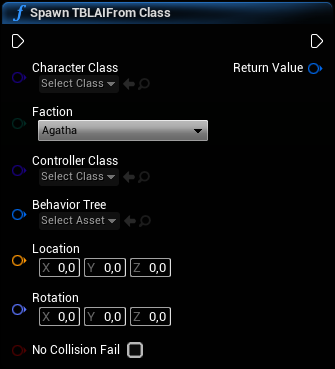 f Spawn TBLAIFrom Class
Character Class Return Value
Select Class
Faction
Agatha
Controller Class
Select Class
Behavior Tree
Select Asset
Location
X 0,0 Y 0,0 Z 0,0
Rotation
X 0,0 Y 0,0 Z 0,0
No Collision Fail